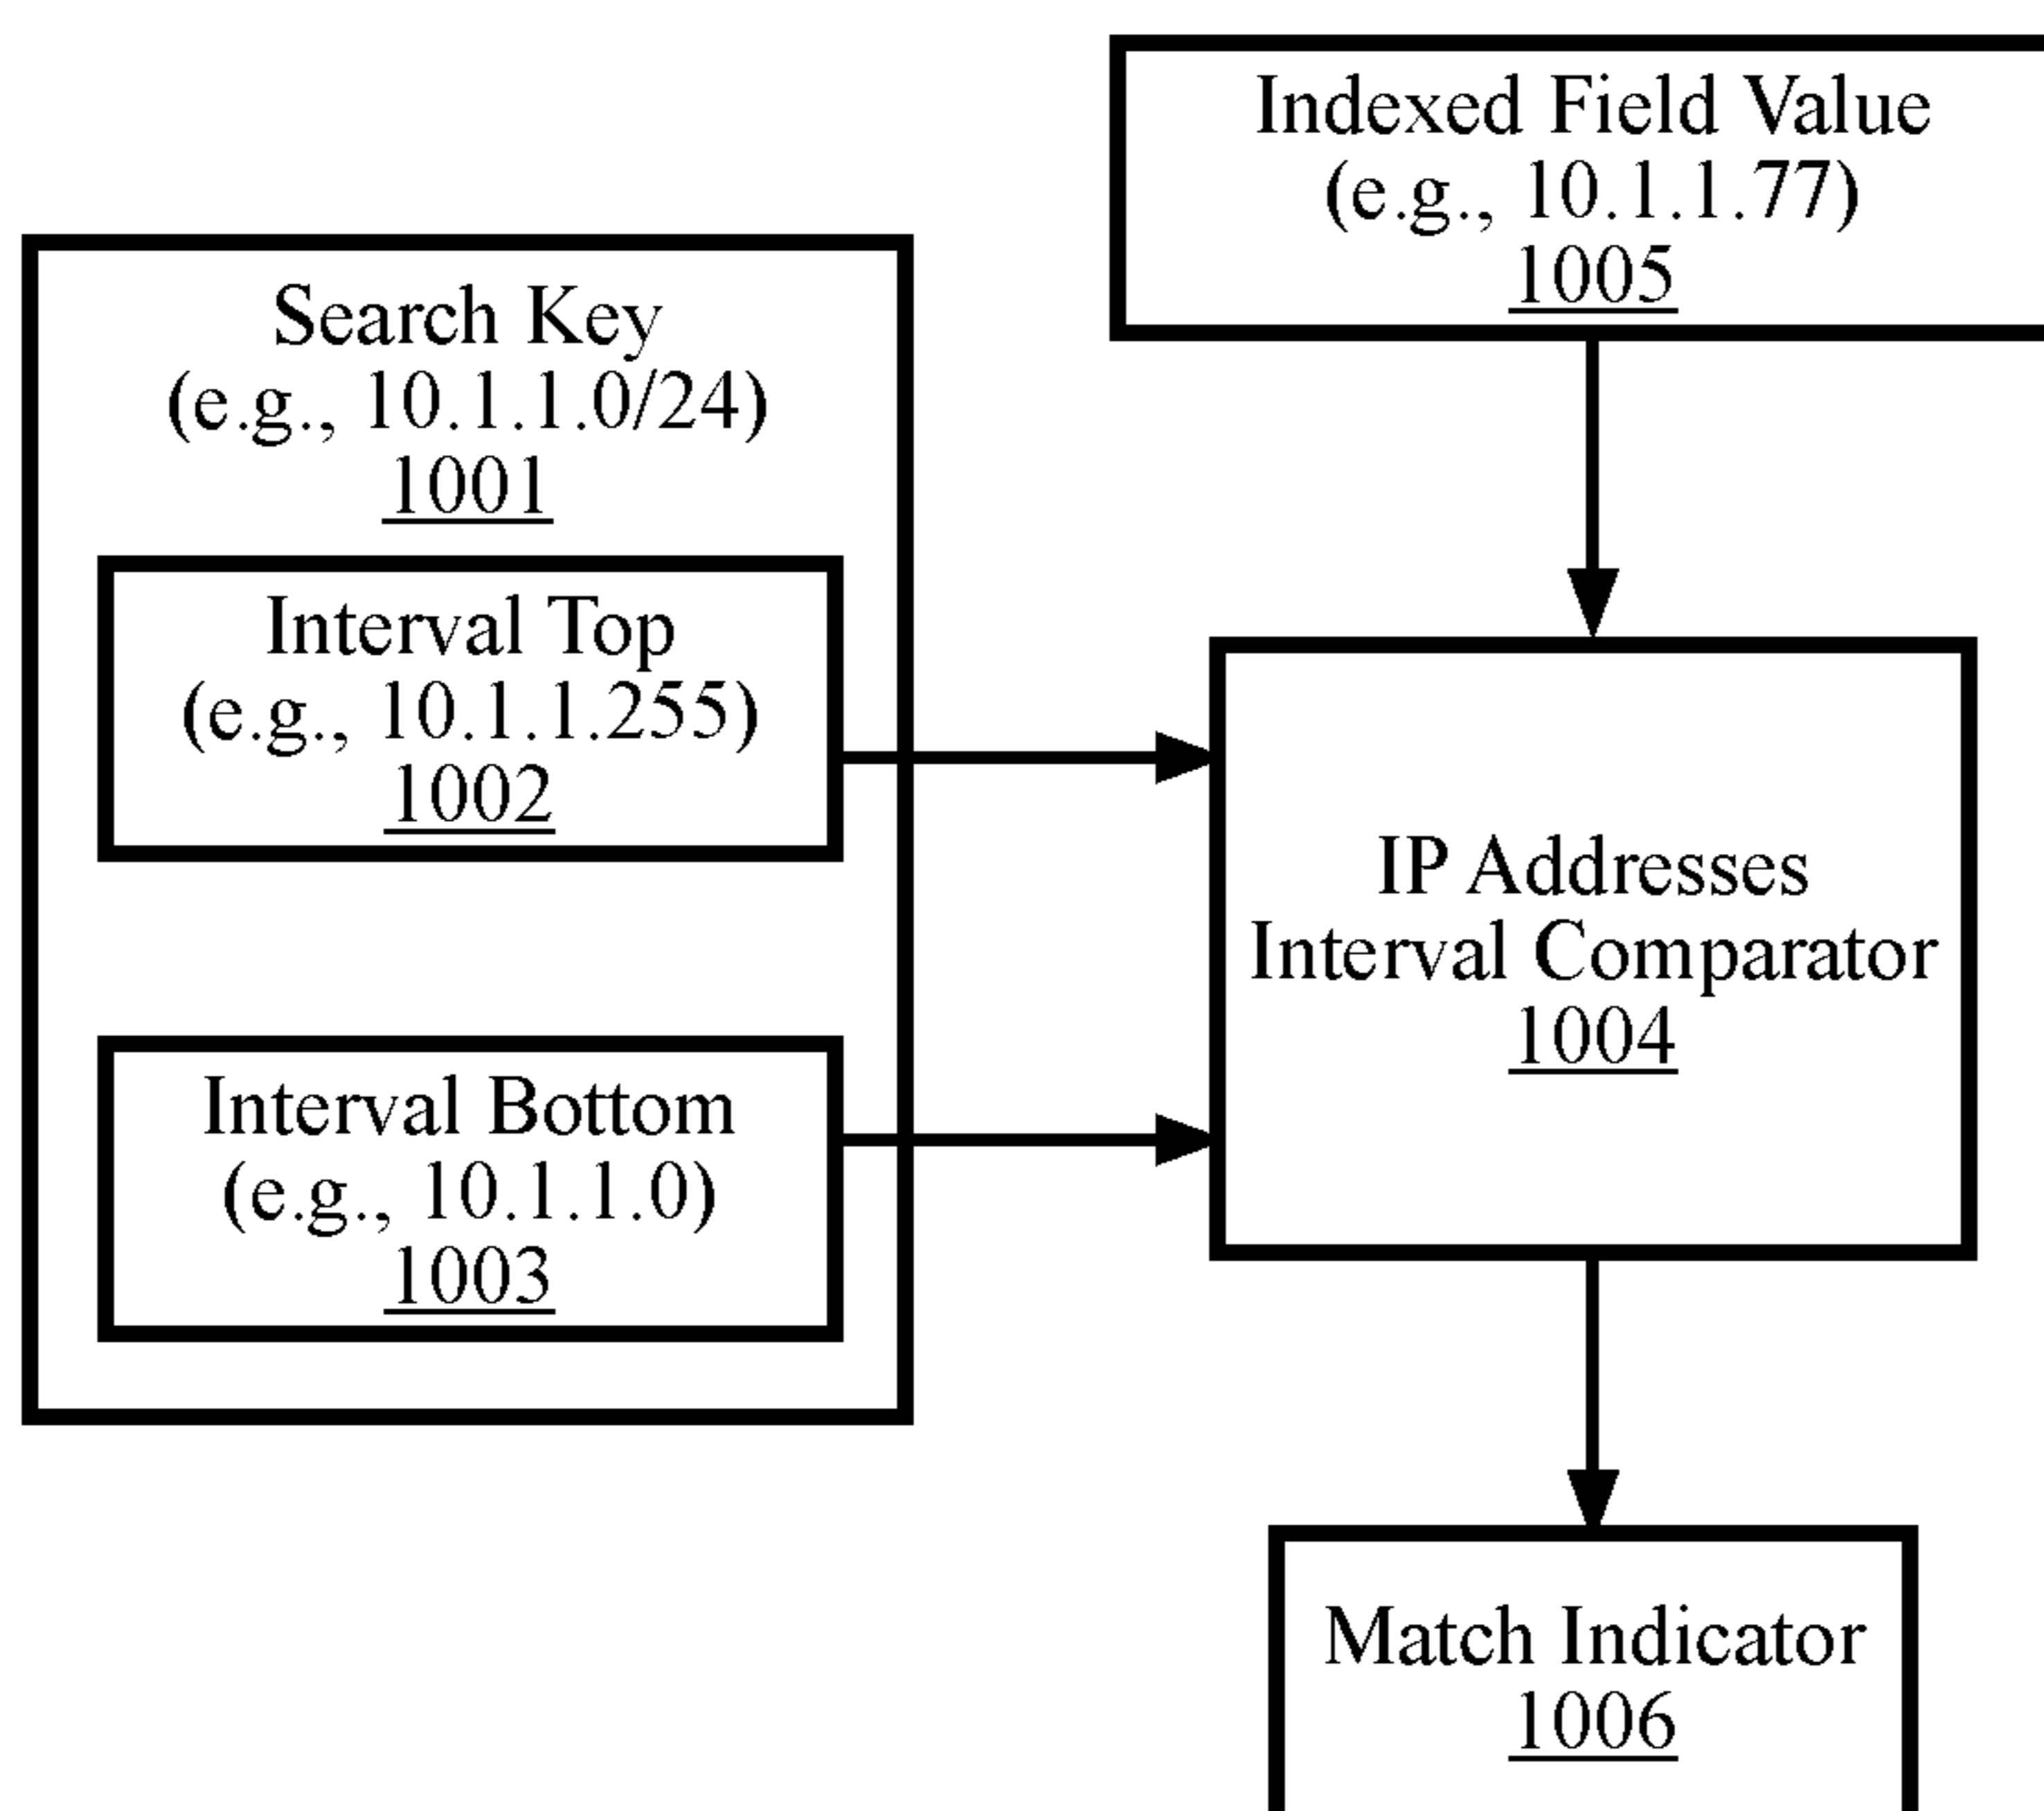 Indexed Field Value
(e.g., 10.1.1.77)
1005
Search Key
(e.g., 10.1.1.0/24)
1001
Interval Top
(e.g., 10.1.1.255)
1002
Interval Bottom
(e.g., 10.1.1.0)
1003
IP Addresses
Interval Comparator
1004
Match Indicator
1006